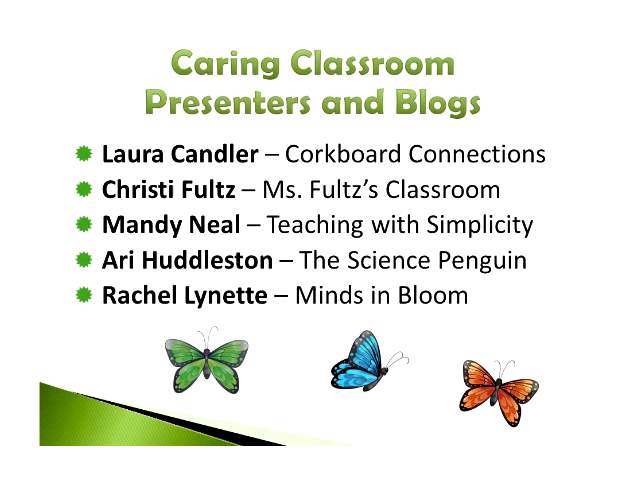 Caring Classroom
Presenters and Blogs
Laura Candler – Corkboard Connections
Christi Fultz – Ms. Fultz’s Classroom
Mandy Neal – Teaching with Simplicity
Ari Huddleston – The Science Penguin
Rachel Lynette – Minds in Bloom